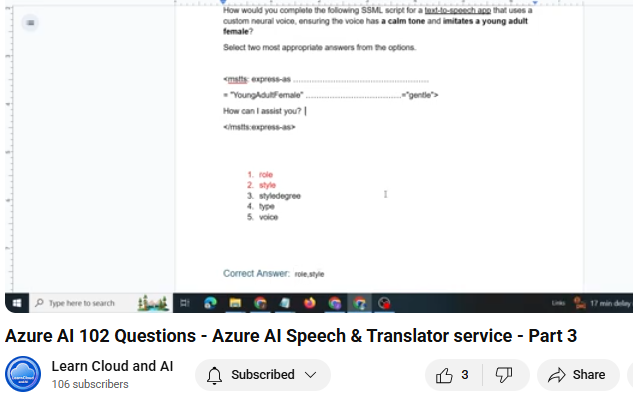 How would you complete the following SSML script for a text-to-speech app that uses a
custom neural voice, ensuring the voice has a calm tone and imitates a young adult
female?
Select two most appropriate answers from the options.
<mstts: express-as ..........................................
= "YoungAdultFemale" ..............................="gentle">
How can I assist you? |
</mstts:express-as>
1. role
2. style
3. styledegree
4. type
5. voice
Correct Answer: role,style
Type here to search
Links
17 min delay
Azure AI 102 Questions - Azure AI Speech & Translator service - Part 3
Learn Cloud and AI
106 subscribers
Subscribed
3
Share